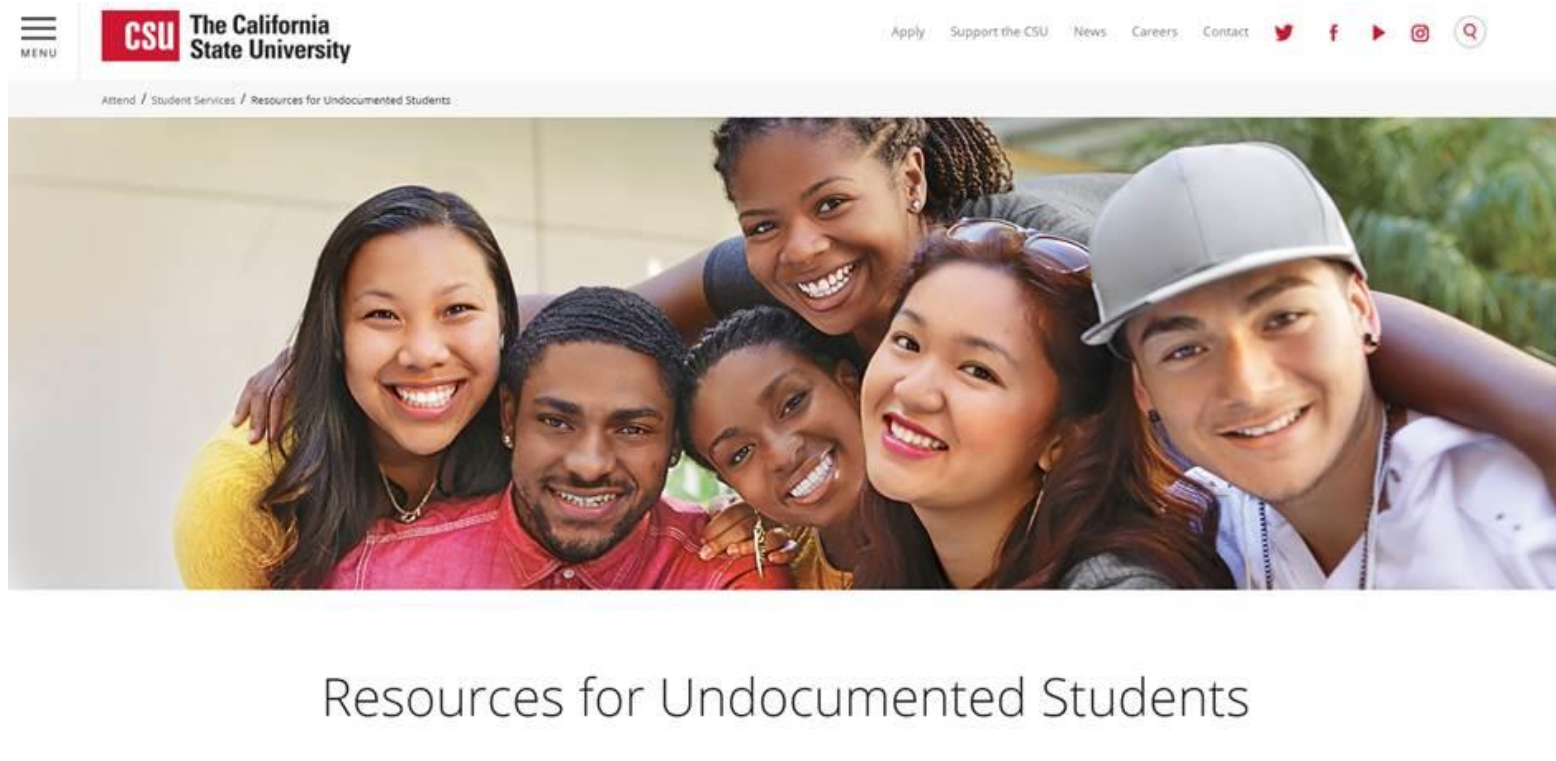 MENU
CSU The California
State University
Apply Support the CSU News Careers Contact
Attend / Student Services / Resources for Undocumented Students
Resources for Undocumented Students